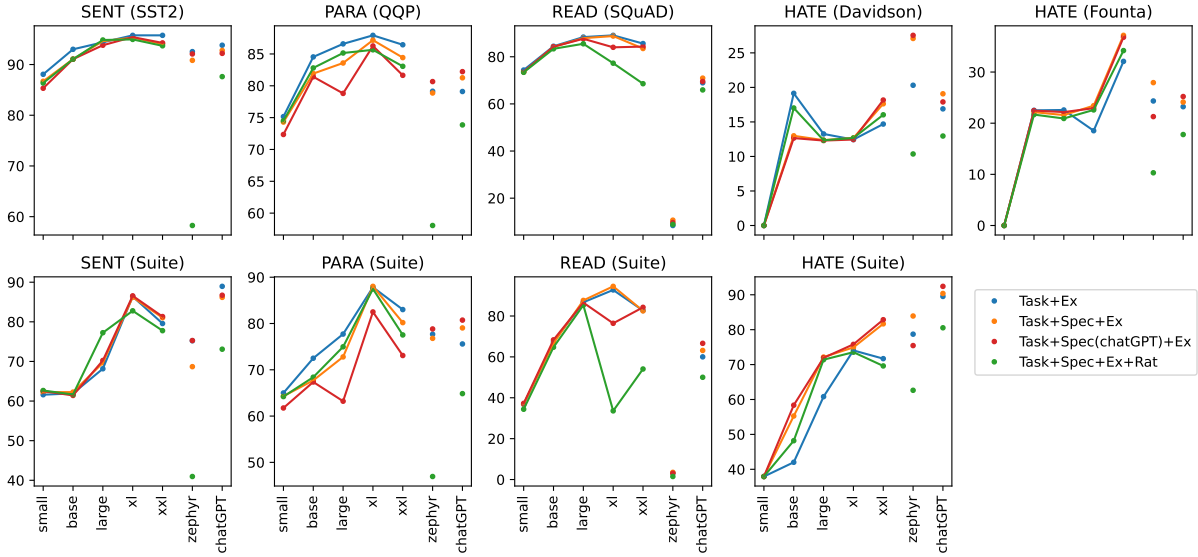 SENT (SST2)
90
80
70
60
PARA (QQP)
85
80
75
70
65
60
READ (SQuAD)
80
60
40
20
HATE (Davidson)
25
20
15
10
5
0
HATE (Founta)
30
20
10
0
SENT (Suite)
90
80
70
60
50
40
small
base
large
xl
xxl
zephyr
chatGPT
PARA (Suite)
90
80
70
60
50
small
base
large
xl
xxl
zephyr
chatGPT
READ (Suite)
80
60
40
20
0
small
base
large
xl
xxl
zephyr
chatGPT
HATE (Suite)
90
80
70
60
50
40
small
base
large
xl
xxl
zephyr
chatGPT
Task+Ex
Task+Spec+Ex
Task+Spec(chatGPT)+Ex
Task+Spec+Ex+Rat